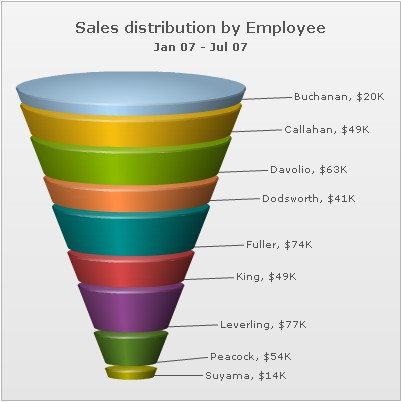 Sales distribution by Employee
Jan 07 - Jul 07
Buchanan, $20K
Callahan, $49K
Davolio, $63K
Dodsworth, $41K
Fuller, $74K
King, $49K
Leverling, $77K
Peacock, $54K
Suyama, $14K